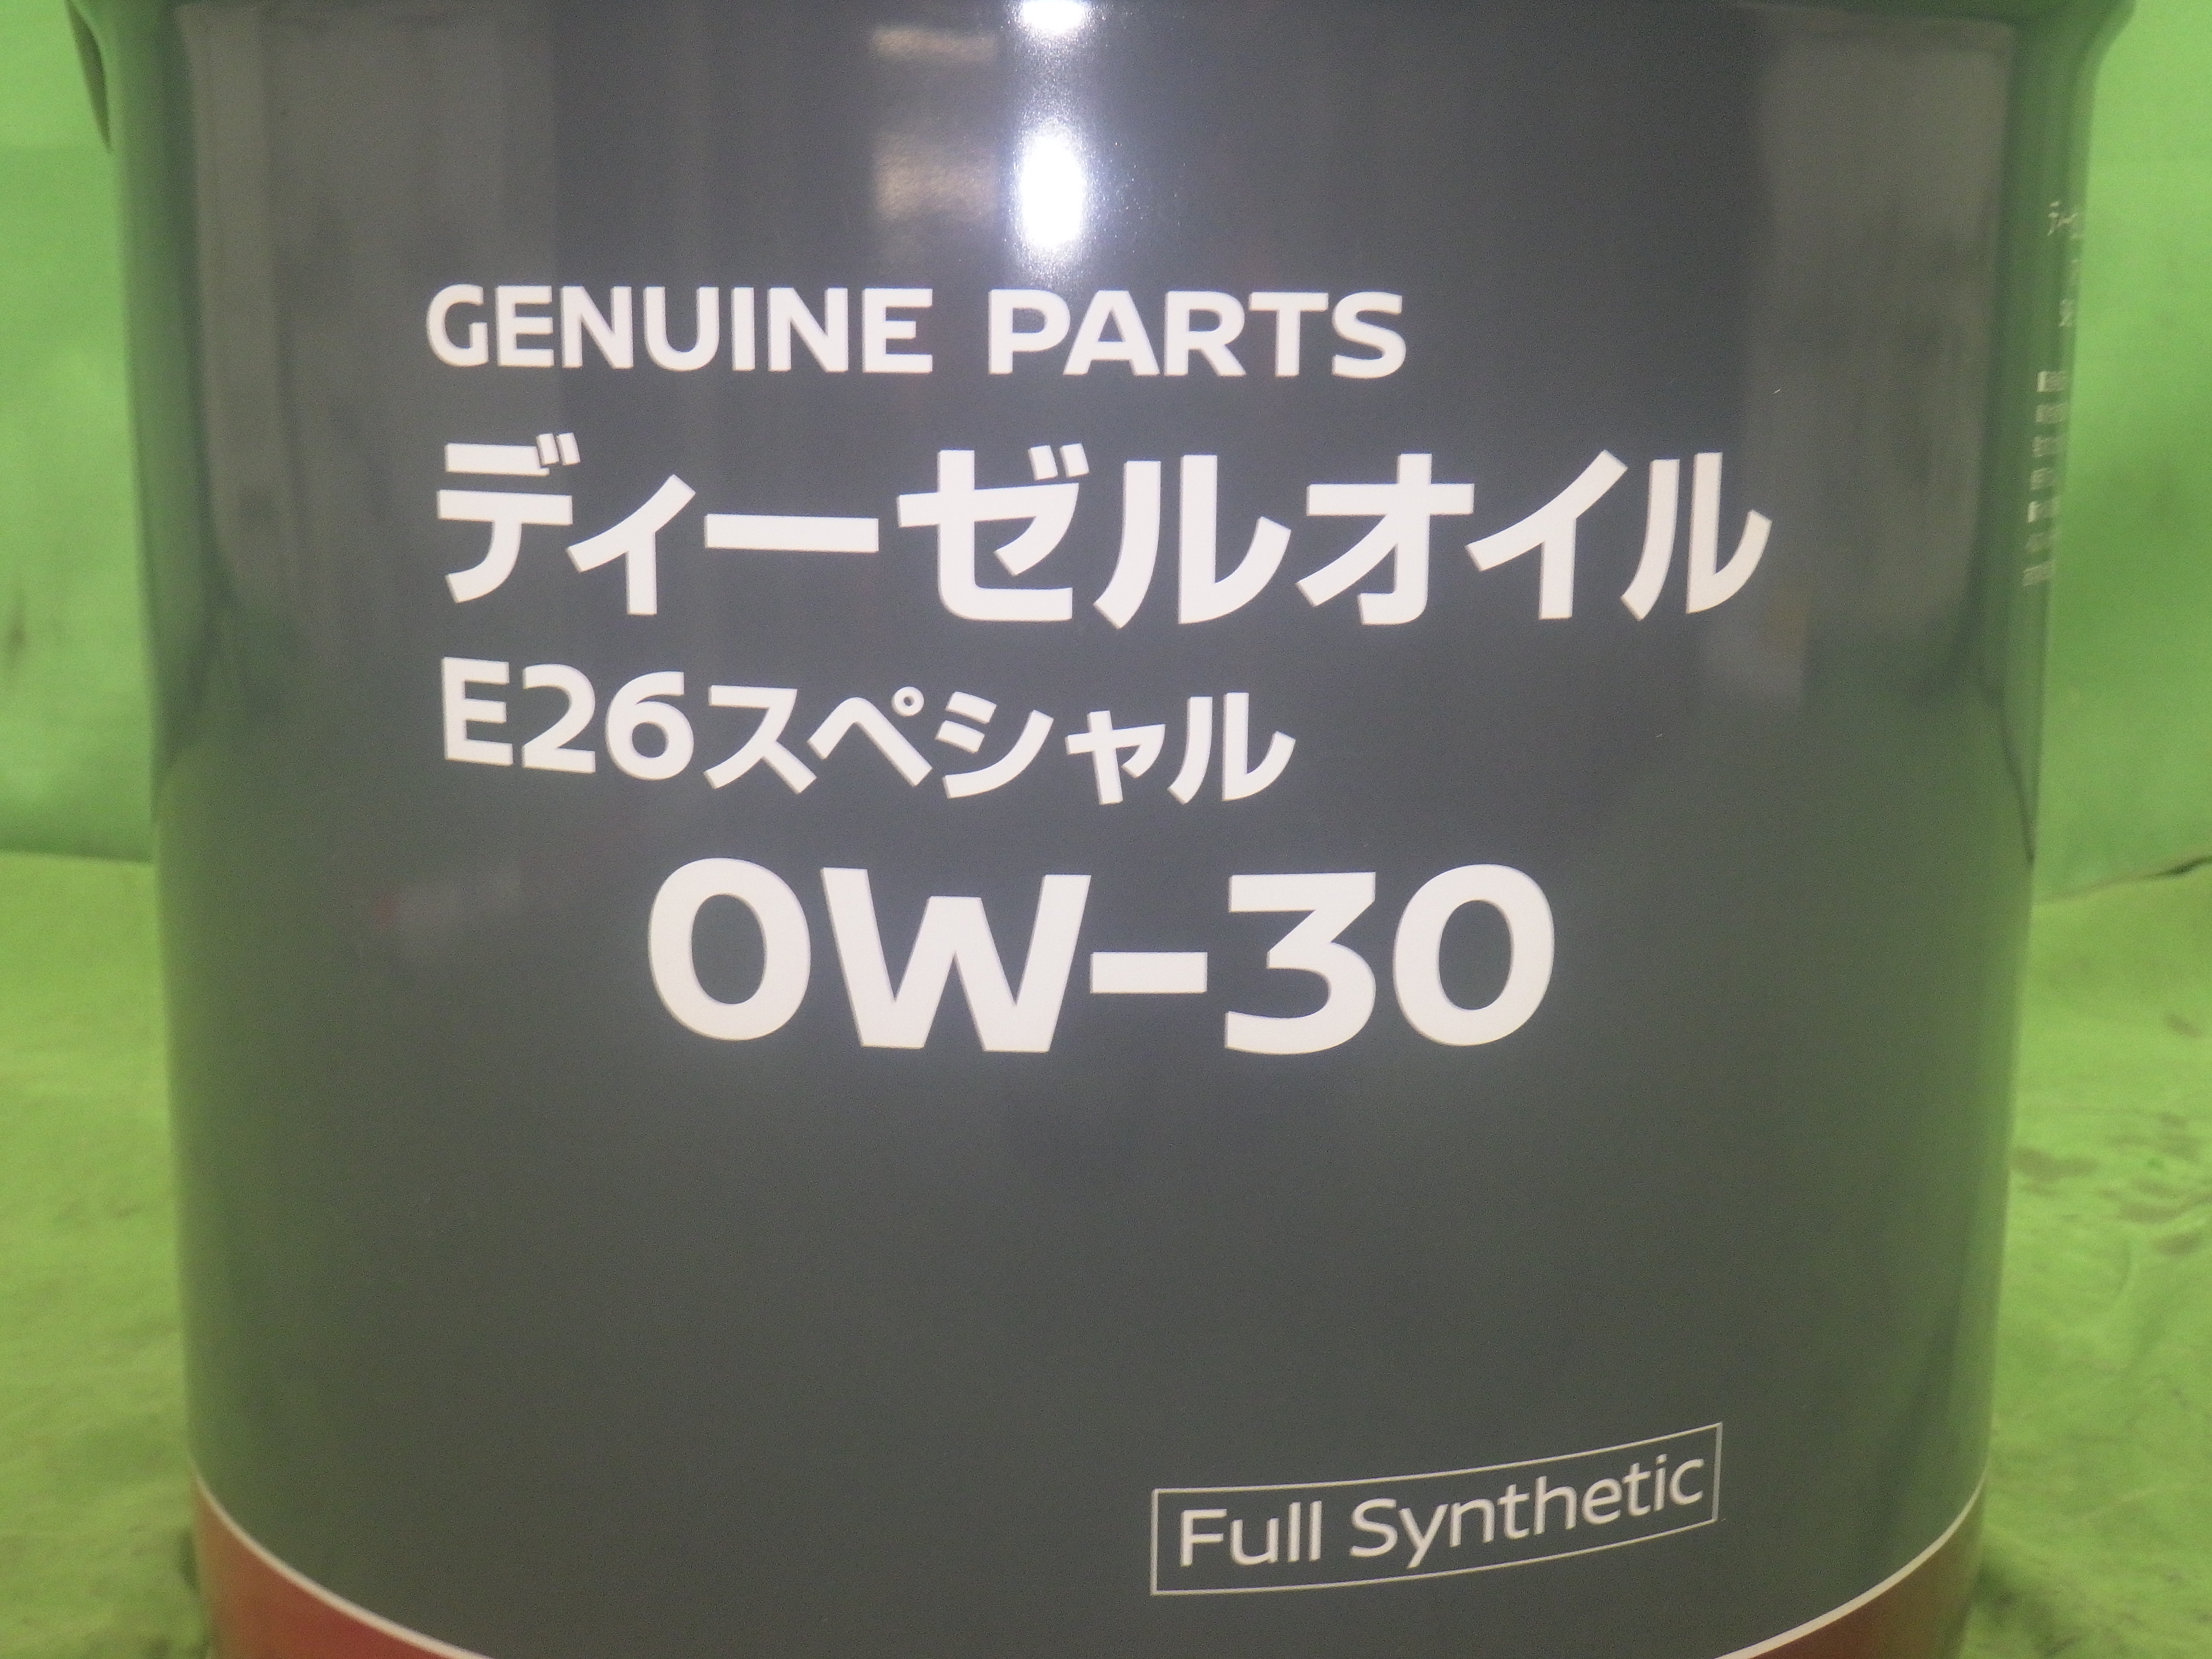 GENUINE PARTS
ディーゼルオイル
E26スペシャル
0W-30
Full Synthetic